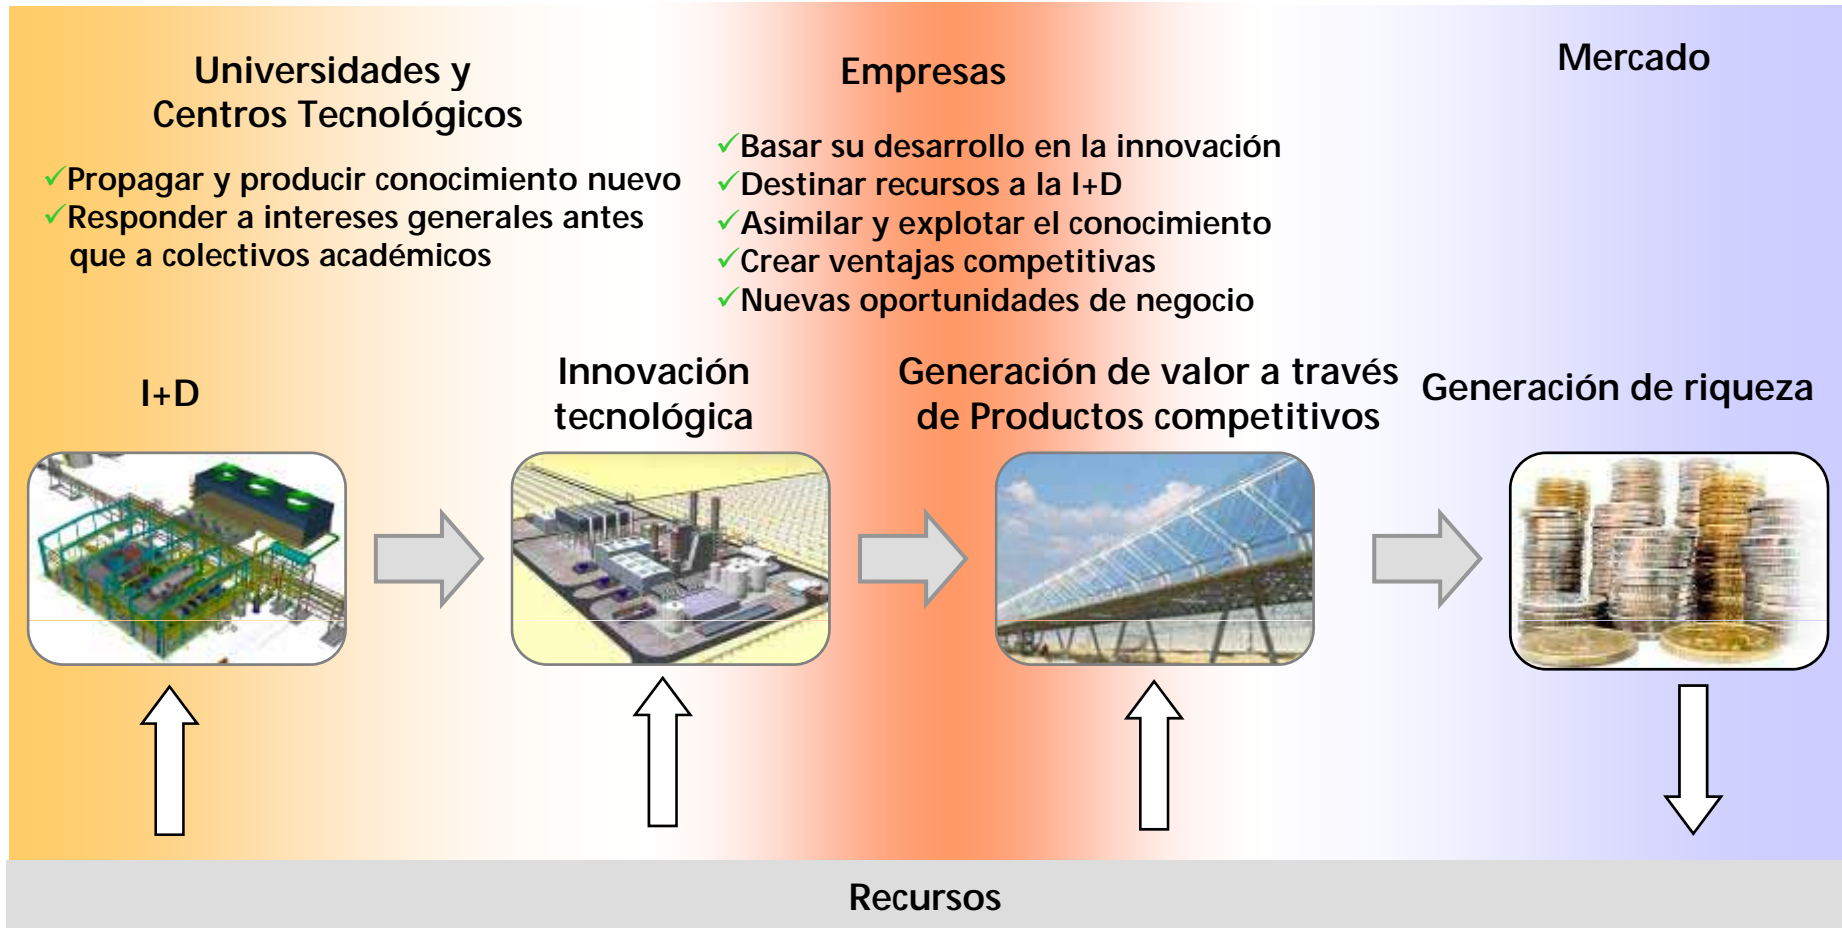 Universidades y
Centros Tecnológicos
✓Propagar y producir conocimiento nuevo
✓Responder a intereses generales antes
que a colectivos académicos
Empresas
✓Basar su desarrollo en la innovación
✓Destinar recursos a la I+D
✓Asimilar y explotar el conocimiento
✓Crear ventajas competitivas
✓Nuevas oportunidades de negocio
Mercado
I+D
Innovación
tecnológica
Generación de valor a través
de Productos competitivos
Generación de riqueza
Recursos